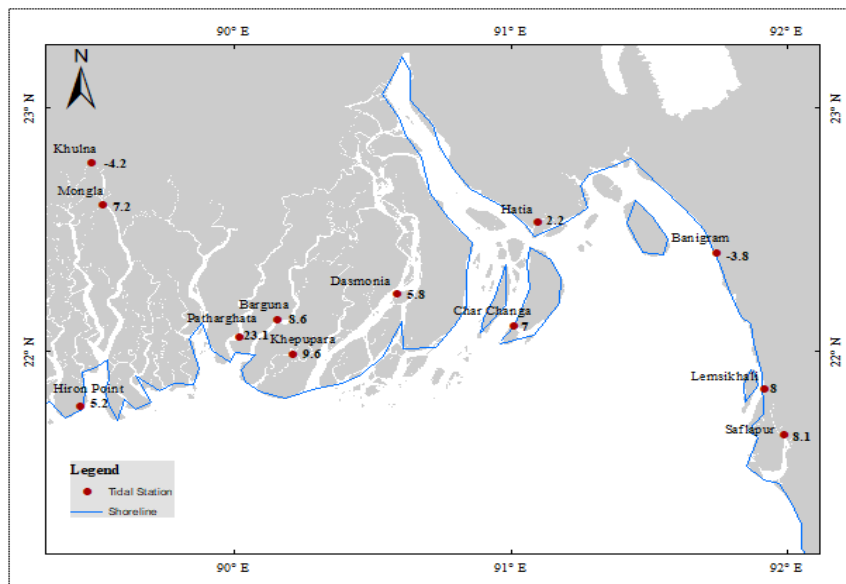 90° E
91° E
92° E
N
23° N
23° N
Khulna
-4.2
Mongla
7.2
Hatia
2.2
Banigram
-3.8
Dasmonia
5.8
Barguna
8.6
Char Changa
7
Patharghata
23.1
Khepupara
9.6
22° N
22° N
Lemsikhali
8
Hiron Point
5.2
Saflapur
8.1
Legend
Tidal Station
Shoreline
90° E
91° E
92° E